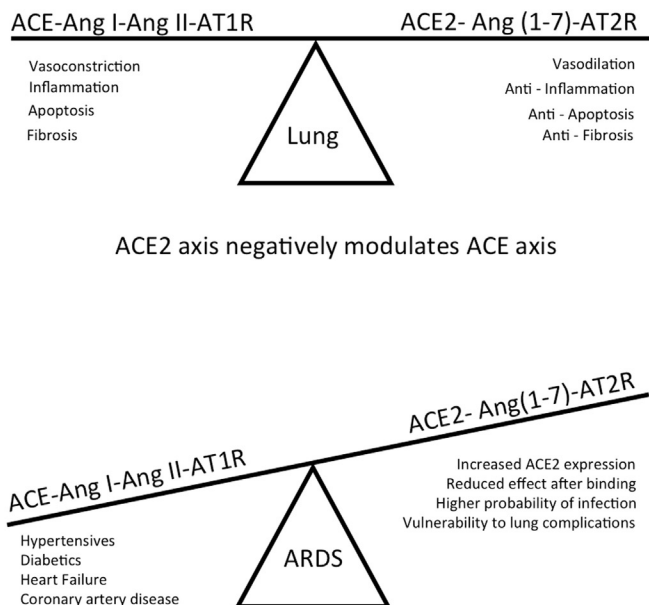 ACE-Ang I-Ang II-AT1R
ACE2- Ang (1-7)-AT2R
Vasoconstriction
Inflammation
Apoptosis
Fibrosis
Vasodilation
Anti - Inflammation
Anti - Apoptosis
Anti - Fibrosis
Lung
ACE2 axis negatively modulates ACE axis
ACE-Ang I-Ang II-AT1R
ACE2- Ang(1-7)-AT2R
Hypertensives
Diabetics
Heart Failure
Coronary artery disease
Increased ACE2 expression
Reduced effect after binding
Higher probability of infection
Vulnerability to lung complications
ARDS